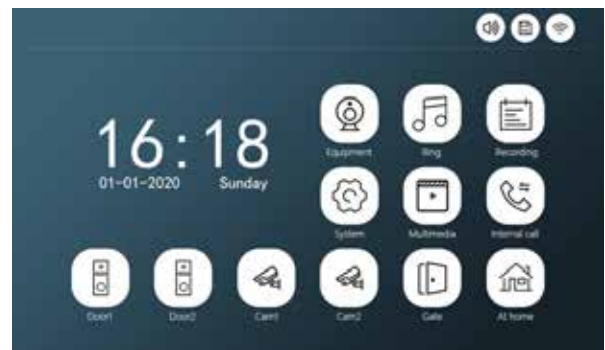 16:18
01-01-2020 Sunday
Equipment Ring Recording
System Multimedia Internal call
Door1 Door2 Cam1 Cam2 Gate At home